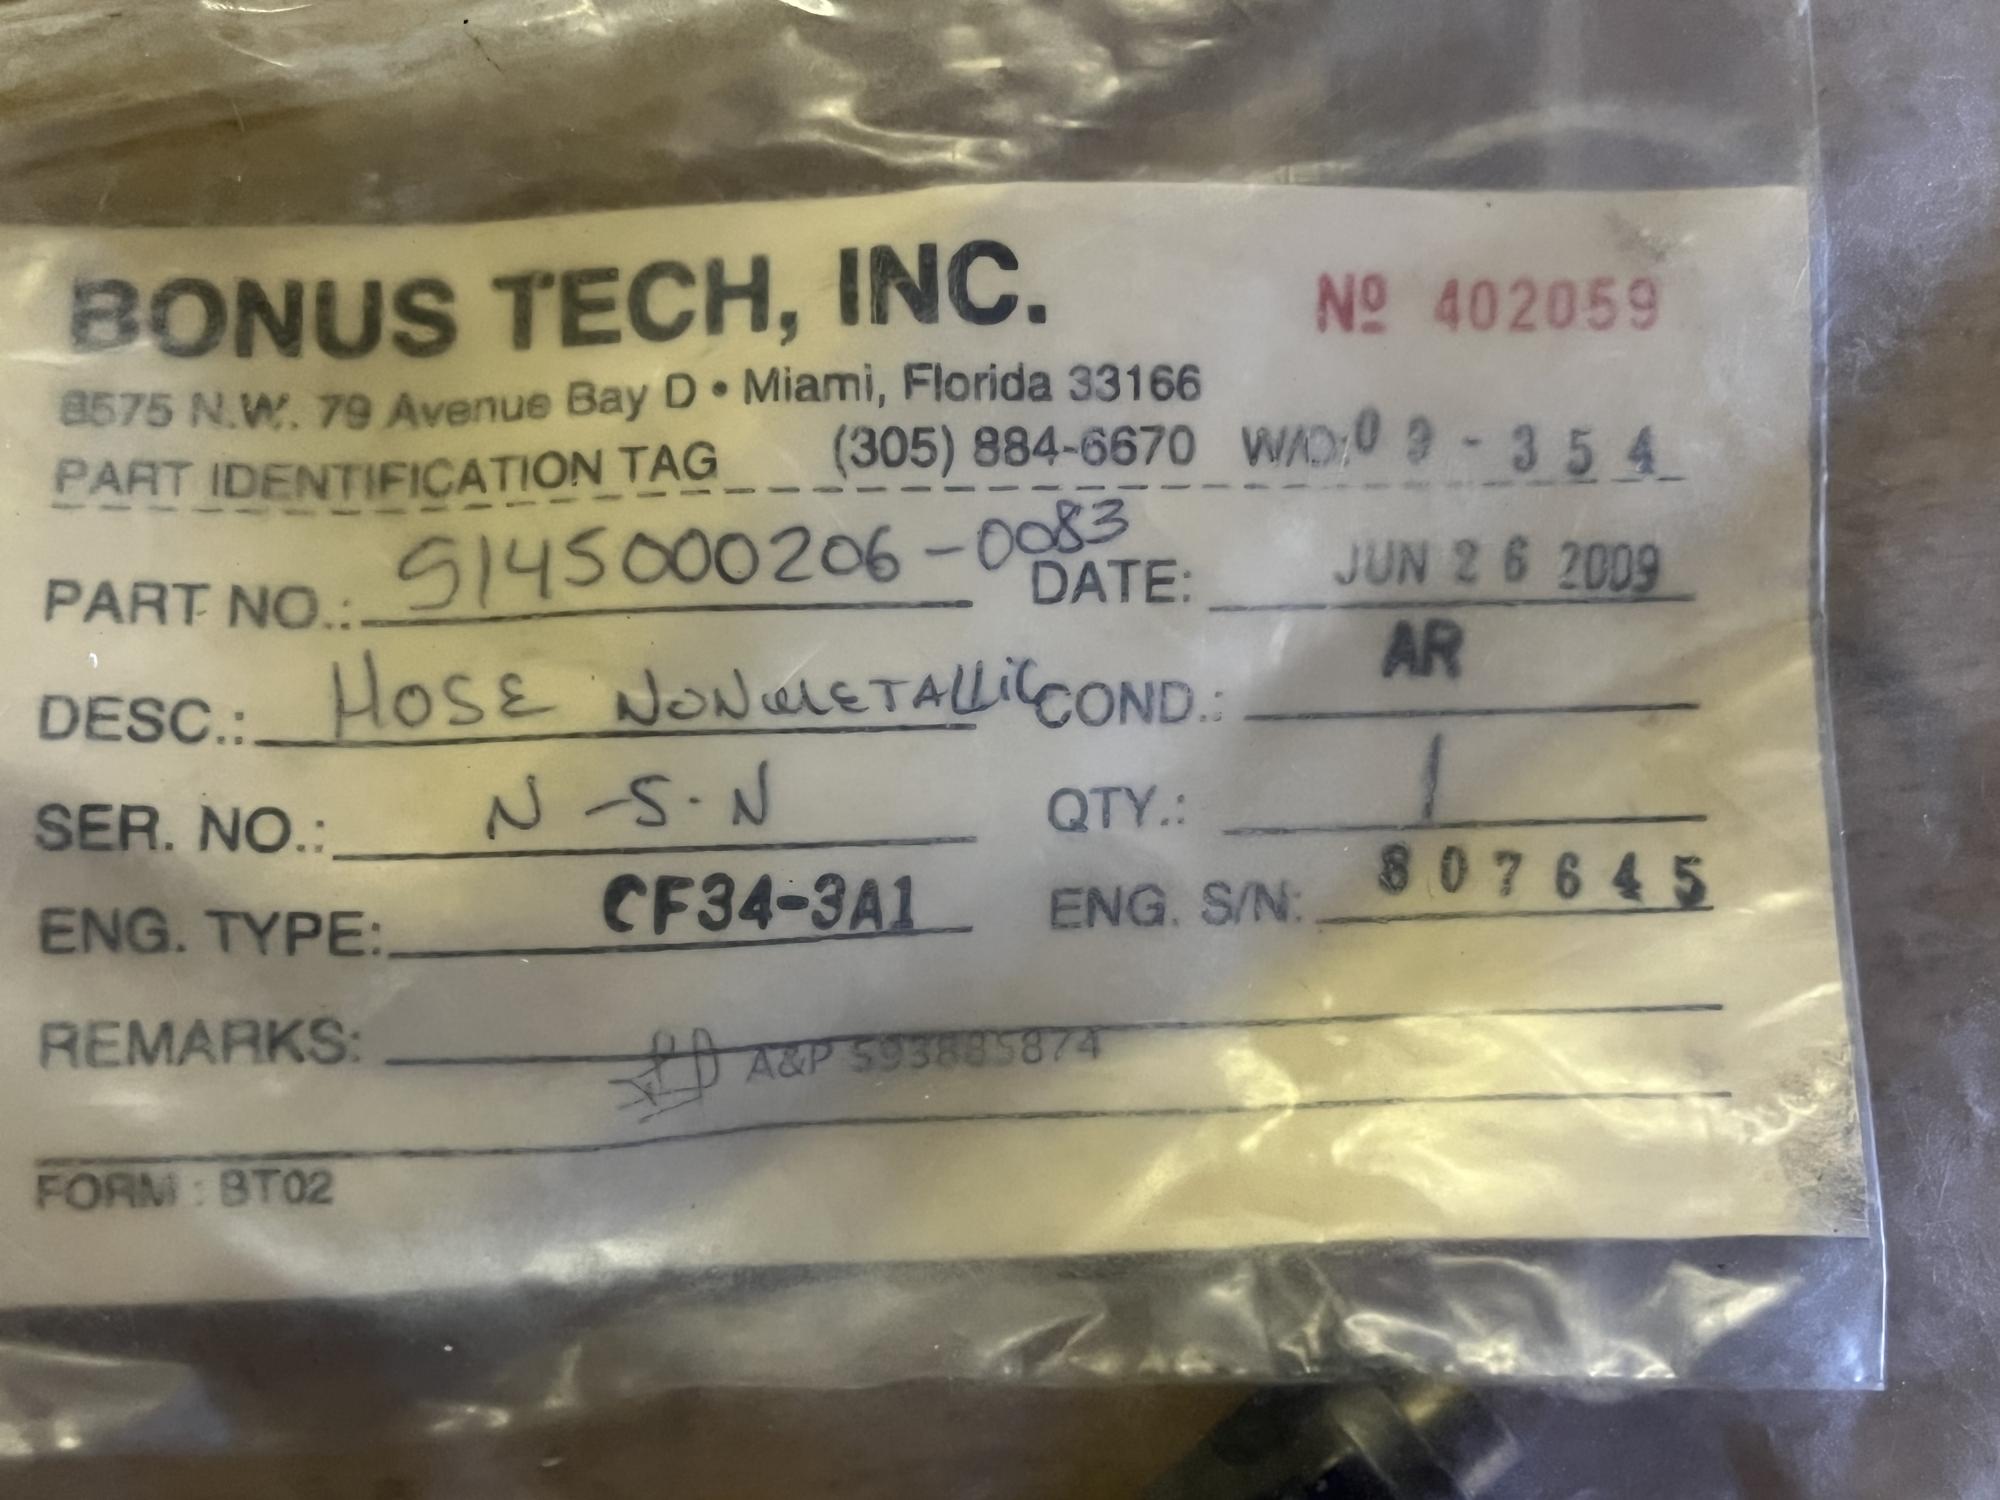 BONUS TECH, INC. Nº 402059
8575 N.W. 79 Avenue Bay D • Miami, Florida 33166
PART IDENTIFICATION TAG (305) 884-6670 W/O: 09-354
PART NO.: 9145000206-0083 DATE: JUN 26 2009
DESC.: HOSE NONMETALLIC COND.: AR
SER. NO.: N-S-N QTY.: 1
ENG. TYPE: CF34-3A1 ENG. S/N: 807645
REMARKS: A&P 593885874
FORM : BT02